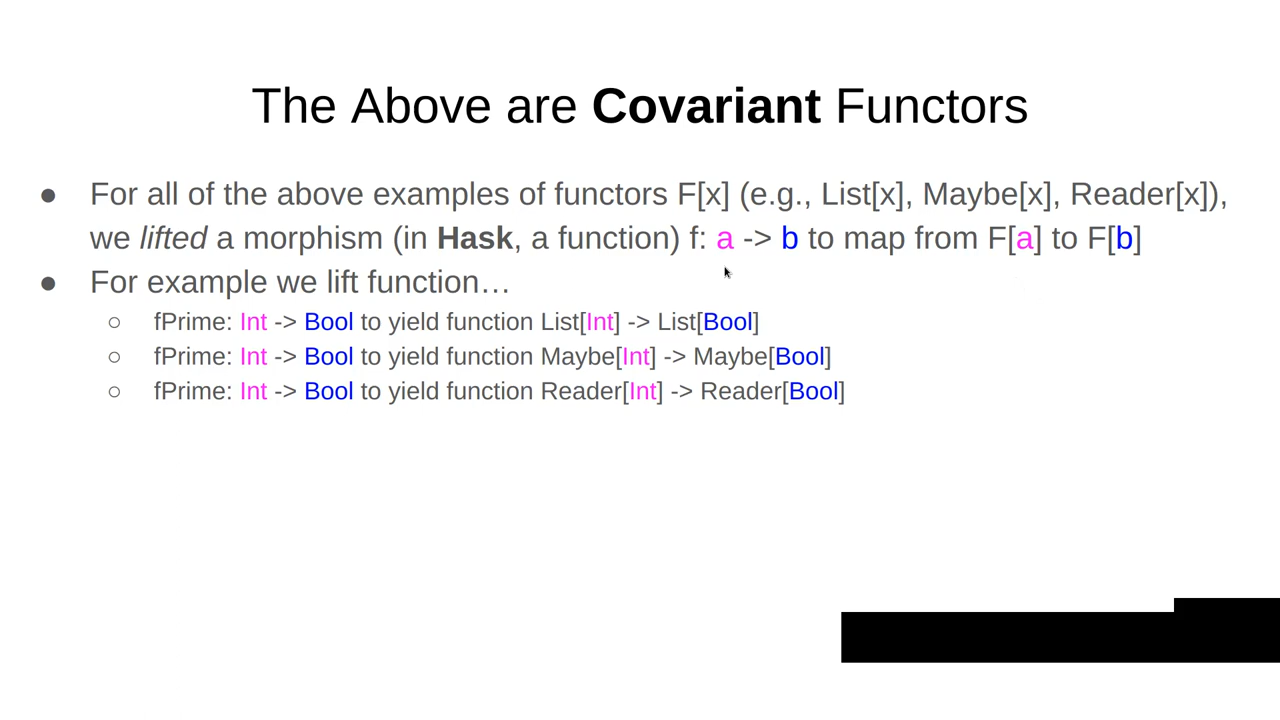 The Above are Covariant Functors
● For all of the above examples of functors F[x] (e.g., List[x], Maybe[x], Reader[x]),
we lifted a morphism (in Hask, a function) f: a -> b to map from F[a] to F[b]
● For example we lift function…
○ fPrime: Int -> Bool to yield function List[Int] -> List[Bool]
○ fPrime: Int -> Bool to yield function Maybe[Int] -> Maybe[Bool]
○ fPrime: Int -> Bool to yield function Reader[Int] -> Reader[Bool]